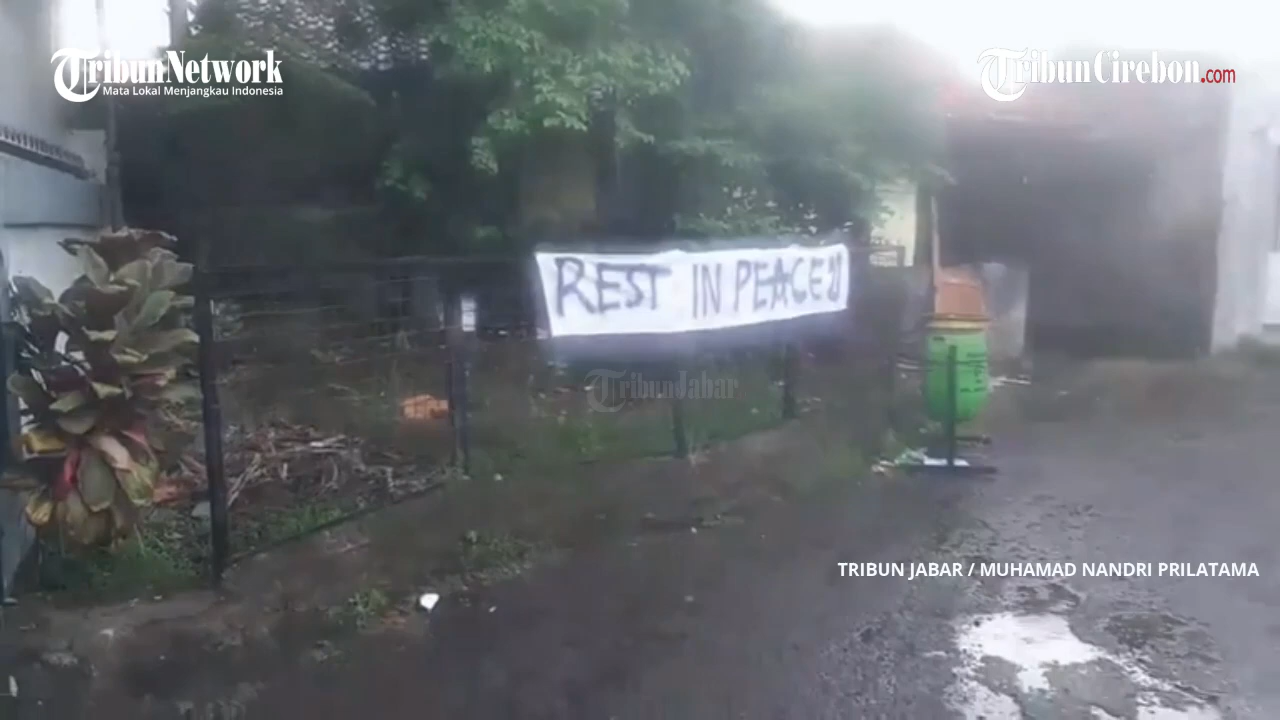 TribunNetwork
Mata Lokal Menjangkau Indonesia
TribunCirebon.com
REST IN PEACE
TribunJabar
TRIBUN JABAR / MUHAMAD NANDRI PRILATAMA